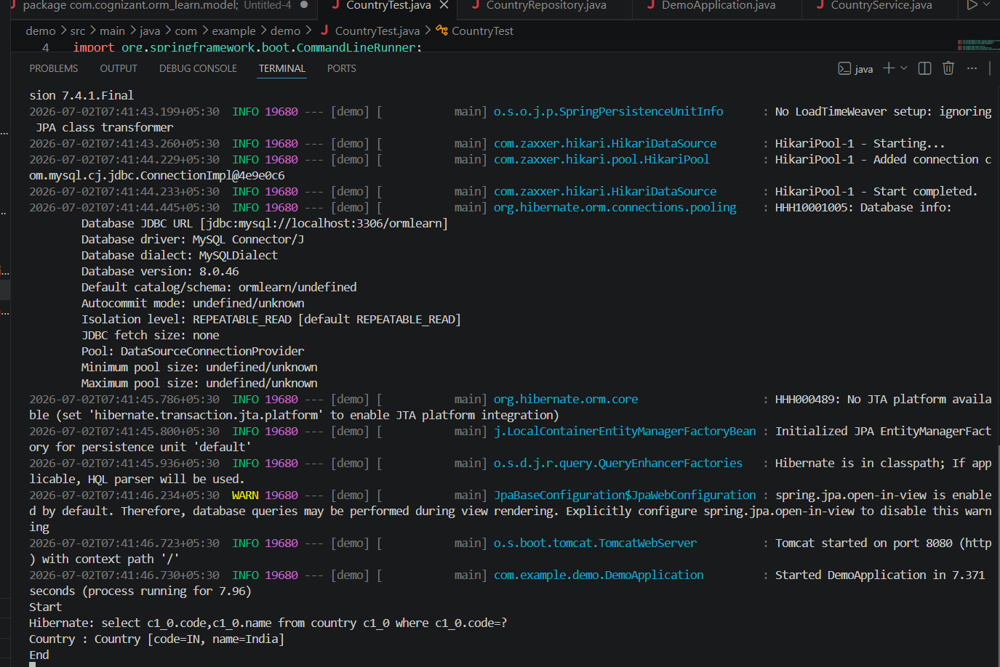 package com.cognizant.orm_learn.model; Untitled-4 CountryTest.java CountryRepository.java DemoApplication.java CountryService.java
demo > src > main > java > com > example > demo > CountryTest.java > CountryTest
4 import org.springframework.boot.CommandLineRunner;
PROBLEMS OUTPUT DEBUG CONSOLE TERMINAL PORTS java
sion 7.4.1.Final
2026-07-02T07:41:43.199+05:30 INFO 19680 --- [demo] [ main] o.s.o.j.p.SpringPersistenceUnitInfo : No LoadTimeWeaver setup: ignoring
JPA class transformer
2026-07-02T07:41:43.260+05:30 INFO 19680 --- [demo] [ main] com.zaxxer.hikari.HikariDataSource : HikariPool-1 - Starting...
2026-07-02T07:41:44.229+05:30 INFO 19680 --- [demo] [ main] com.zaxxer.hikari.pool.HikariPool : HikariPool-1 - Added connection c
om.mysql.cj.jdbc.ConnectionImpl@4e9e0c6
2026-07-02T07:41:44.233+05:30 INFO 19680 --- [demo] [ main] com.zaxxer.hikari.HikariDataSource : HikariPool-1 - Start completed.
2026-07-02T07:41:44.445+05:30 INFO 19680 --- [demo] [ main] org.hibernate.orm.connections.pooling : HHH10001005: Database info:
Database JDBC URL [jdbc:mysql://localhost:3306/ormlearn]
Database driver: MySQL Connector/J
Database dialect: MySQLDialect
Database version: 8.0.46
Default catalog/schema: ormlearn/undefined
Autocommit mode: undefined/unknown
Isolation level: REPEATABLE_READ [default REPEATABLE_READ]
JDBC fetch size: none
Pool: DataSourceConnectionProvider
Minimum pool size: undefined/unknown
Maximum pool size: undefined/unknown
2026-07-02T07:41:45.786+05:30 INFO 19680 --- [demo] [ main] org.hibernate.orm.core : HHH000489: No JTA platform availa
ble (set 'hibernate.transaction.jta.platform' to enable JTA platform integration)
2026-07-02T07:41:45.800+05:30 INFO 19680 --- [demo] [ main] j.LocalContainerEntityManagerFactoryBean : Initialized JPA EntityManagerFact
ory for persistence unit 'default'
2026-07-02T07:41:45.936+05:30 INFO 19680 --- [demo] [ main] o.s.d.j.r.query.QueryEnhancerFactories : Hibernate is in classpath; If app
licable, HQL parser will be used.
2026-07-02T07:41:46.234+05:30 WARN 19680 --- [demo] [ main] JpaBaseConfiguration$JpaWebConfiguration : spring.jpa.open-in-view is enable
d by default. Therefore, database queries may be performed during view rendering. Explicitly configure spring.jpa.open-in-view to disable this warn
ing
2026-07-02T07:41:46.723+05:30 INFO 19680 --- [demo] [ main] o.s.boot.tomcat.TomcatWebServer : Tomcat started on port 8080 (http
) with context path '/'
2026-07-02T07:41:46.730+05:30 INFO 19680 --- [demo] [ main] com.example.demo.DemoApplication : Started DemoApplication in 7.371
seconds (process running for 7.96)
Start
Hibernate: select c1_0.code,c1_0.name from country c1_0 where c1_0.code=?
Country : Country [code=IN, name=India]
End